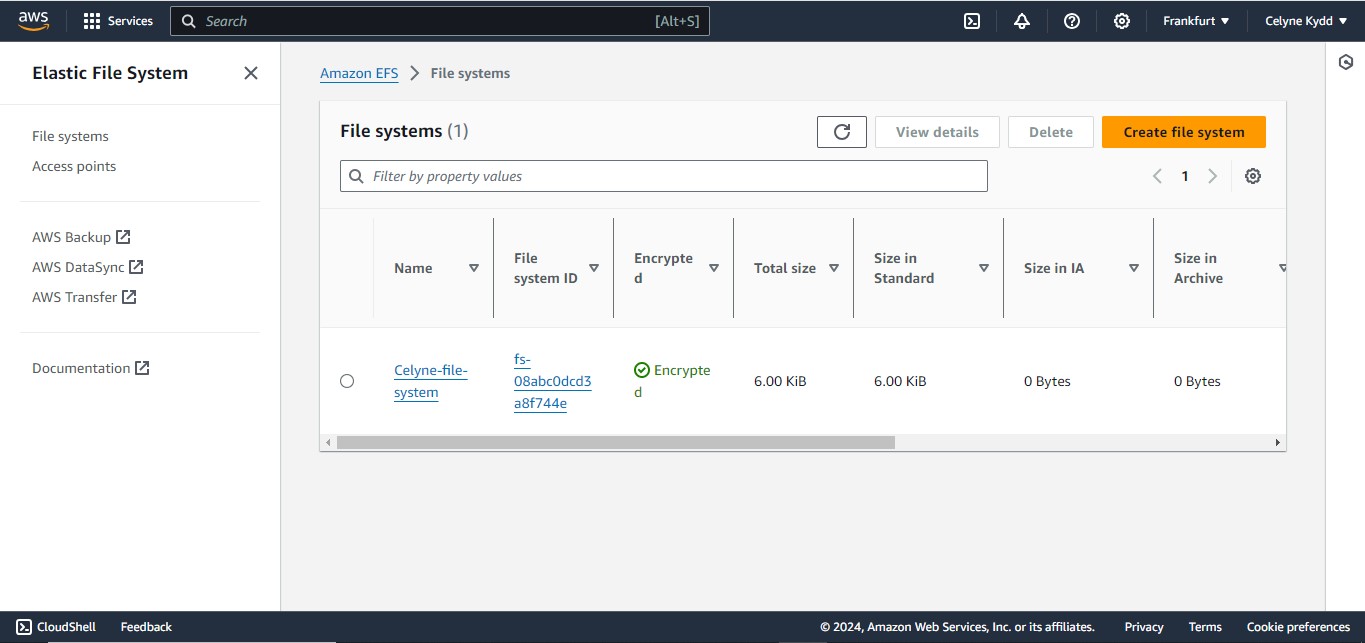 aws
Services
Search
[Alt+S]
Frankfurt
Celyne Kydd
Elastic File System
File systems
Access points
AWS Backup
AWS DataSync
AWS Transfer
Documentation
Amazon EFS
File systems
File systems (1)
View details
Delete
Create file system
Filter by property values
1
Name
File
system ID
Encrypte
d
Total size
Size in
Standard
Size in IA
Size in
Archive
Celyne-file-
system
fs-
08abc0dcd3
a8f744e
Encrypte
d
6.00 KiB
6.00 KiB
0 Bytes
0 Bytes
CloudShell
Feedback
© 2024, Amazon Web Services, Inc. or its affiliates.
Privacy
Terms
Cookie preferences